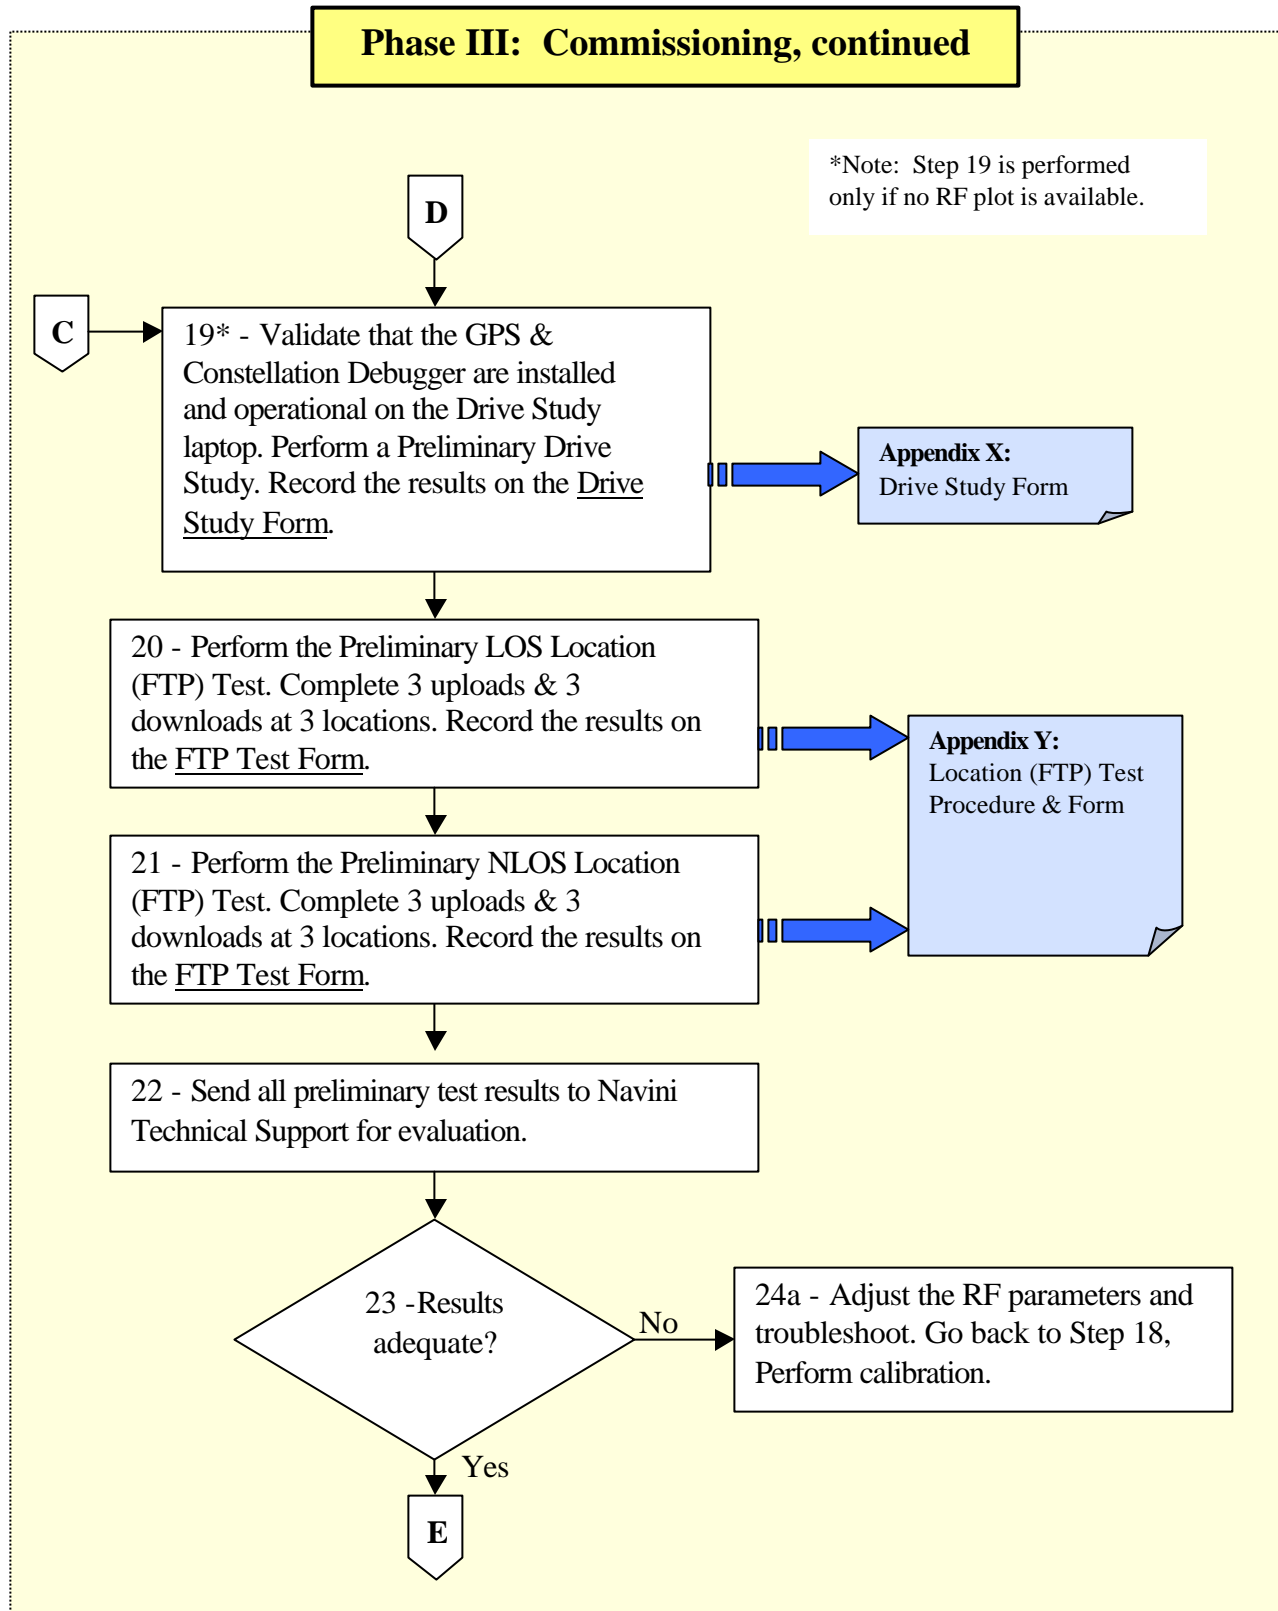 Phase III: Commissioning, continued
*Note: Step 19 is performed
only if no RF plot is available.
D
C
19* - Validate that the GPS &
Constellation Debugger are installed
and operational on the Drive Study
laptop. Perform a Preliminary Drive
Study. Record the results on the Drive
Study Form.
Appendix X:
Drive Study Form
20 - Perform the Preliminary LOS Location
(FTP) Test. Complete 3 uploads & 3
downloads at 3 locations. Record the results on
the FTP Test Form.
Appendix Y:
Location (FTP) Test
Procedure & Form
21 - Perform the Preliminary NLOS Location
(FTP) Test. Complete 3 uploads & 3
downloads at 3 locations. Record the results on
the FTP Test Form.
22 - Send all preliminary test results to Navini
Technical Support for evaluation.
23 -Results
adequate?
No
24a - Adjust the RF parameters and
troubleshoot. Go back to Step 18,
Perform calibration.
Yes
E